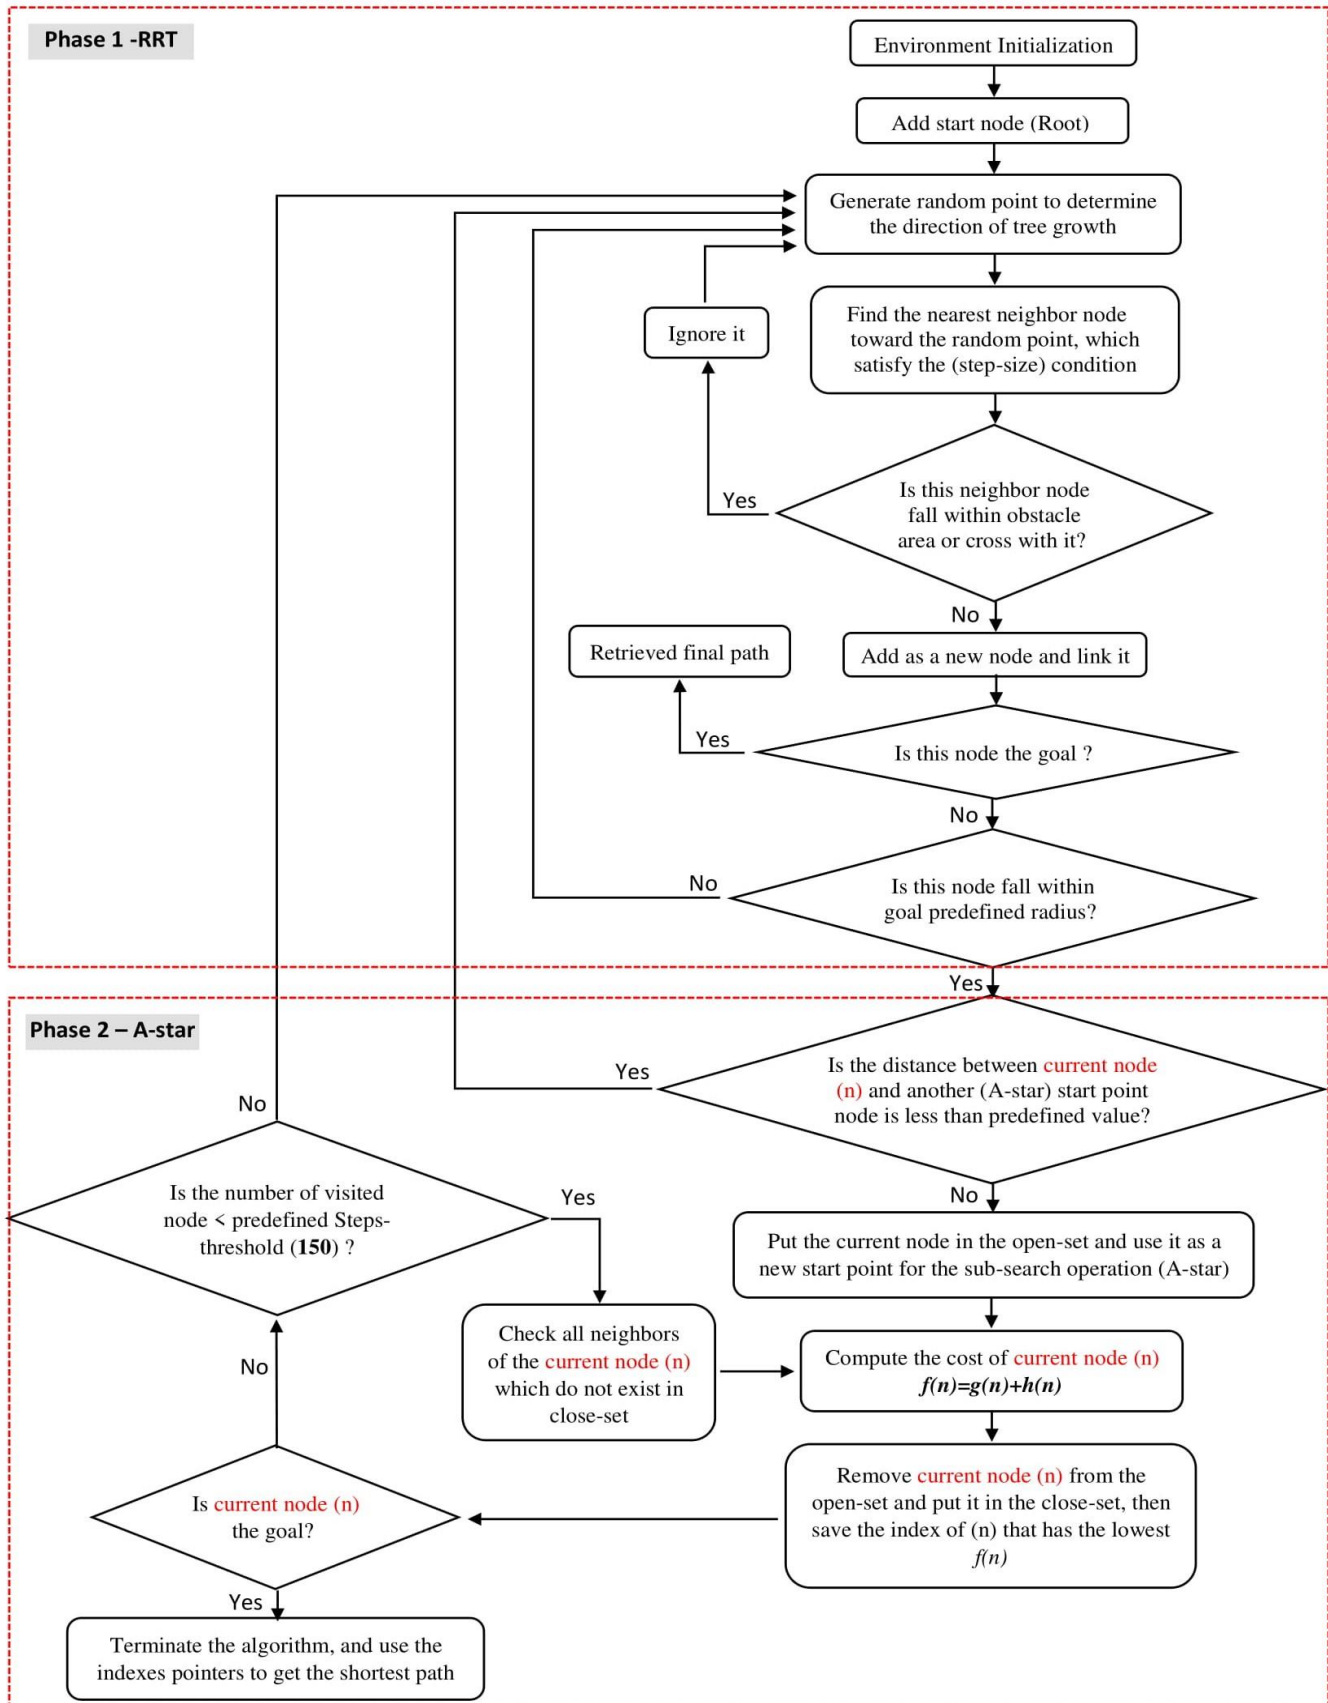 Phase 1 -RRT
Environment Initialization
Add start node (Root)
Generate random point to determine
the direction of tree growth
Find the nearest neighbor node
toward the random point, which
satisfy the (step-size) condition
Ignore it
Is this neighbor node
fall within obstacle
area or cross with it?
Yes
No
Retrieved final path
Add as a new node and link it
Yes
Is this node the goal ?
No
No
Is this node fall within
goal predefined radius?
Yes
Phase 2 – A-star
Is the distance between current node
(n) and another (A-star) start point
node is less than predefined value?
Yes
No
No
Is the number of visited
node < predefined Steps-
threshold (150) ?
Yes
Put the current node in the open-set and use it as a
new start point for the sub-search operation (A-star)
Check all neighbors
of the current node (n)
which do not exist in
close-set
Compute the cost of current node (n)
f(n)=g(n)+h(n)
No
Remove current node (n) from the
open-set and put it in the close-set, then
save the index of (n) that has the lowest
f(n)
Is current node (n)
the goal?
Yes
Terminate the algorithm, and use the
indexes pointers to get the shortest path